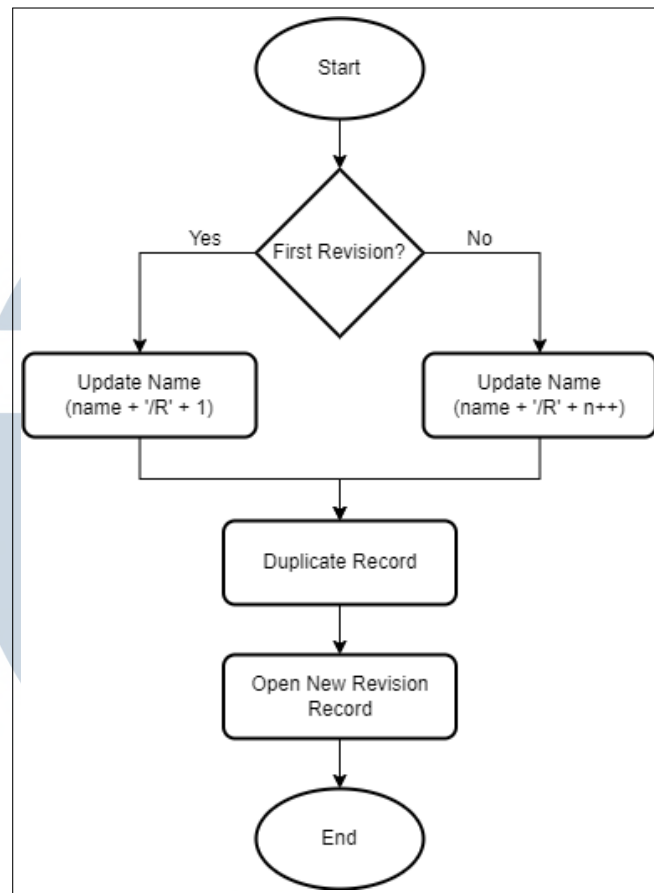 Start
First Revision?
Yes
No
Update Name
(name + '/R' + 1)
Update Name
(name + '/R' + n++)
Duplicate Record
Open New Revision
Record
End